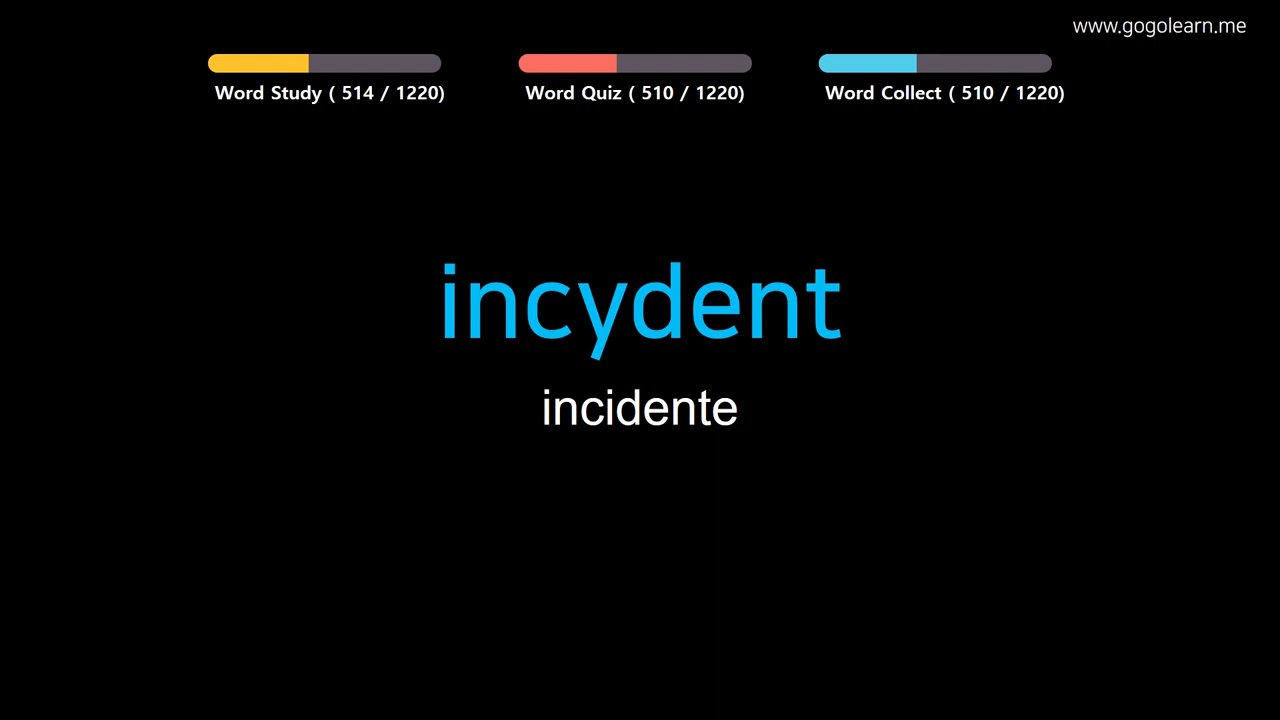 www.gogolearn.me
Word Study ( 514 / 1220)
Word Quiz ( 510 / 1220)
Word Collect ( 510 / 1220)
incydent
incidente